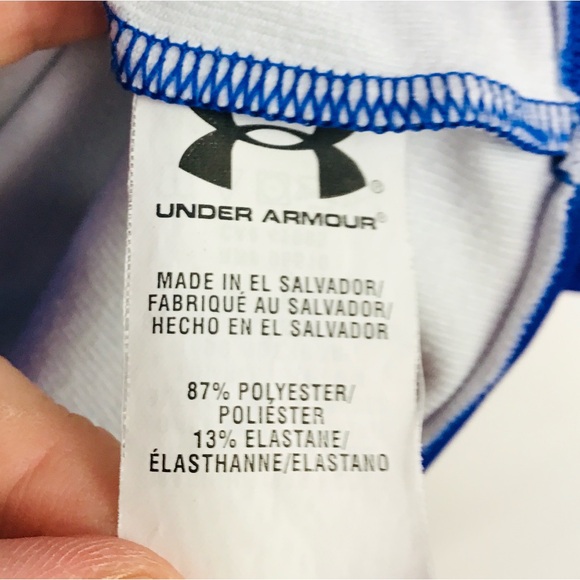 UNDER ARMOUR®
MADE IN EL SALVADOR/
FABRIQUÉ AU SALVADOR/
HECHO EN EL SALVADOR
87% POLYESTER/
POLIÉSTER
13% ELASTANE/
ÉLASTHANNE/ELASTANO